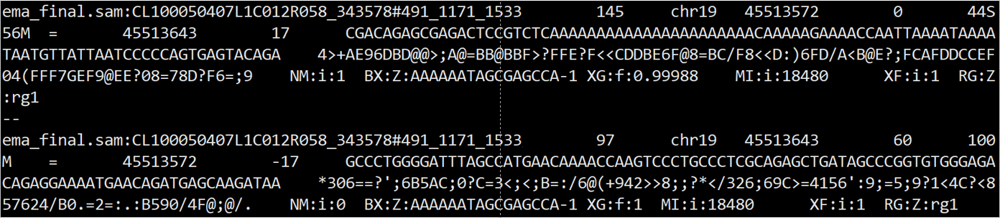 ema_final.sam:CL100050407L1C012R058_343578#491_1171_1533 145 chr19 45513572 0 44S
56M = 45513643 17 CGACAGAGCGAGACTCCGTCTCAAAAAAAAAAAAAAAAAAAAAACAAAAAGAAAACCAATTAAAATAAAA
TAATGTTATTAATCCCCCAGTGAGTACAGA 4>+AE96DBD@@>;A@=BB@BBF>?FFE?F<<CDDBE6F@8=BC/F8<<D:)6FD/A<B@E?;FCAFDDCCEF
04(FFF7GEF9@EE?08=78D?F6=;9 NM:i:1 BX:Z:AAAAAATAGCGAGCCA-1 XG:f:0.99988 MI:i:18480 XF:i:1 RG:Z
:rg1
--
ema_final.sam:CL100050407L1C012R058_343578#491_1171_1533 97 chr19 45513643 60 100
M = 45513572 -17 GCCCTGGGGATTTAGCCATGAACAAAACCAAGTCCCTGCCCTCGCAGAGCTGATAGCCCGGTGTGGGAGA
CAGAGGAAAATGAACAGATGAGCAAGATAA *306==?';6B5AC;0?C=3<;<;B=:/6@(+942>>8;;?*</326;69C>=4156':9;=5;9?1<4C?<8
857624/B0.=2=:.:B590/4F@;@/. NM:i:0 BX:Z:AAAAAATAGCGAGCCA-1 XG:f:1 MI:i:18480 XF:i:1 RG:Z:rg1